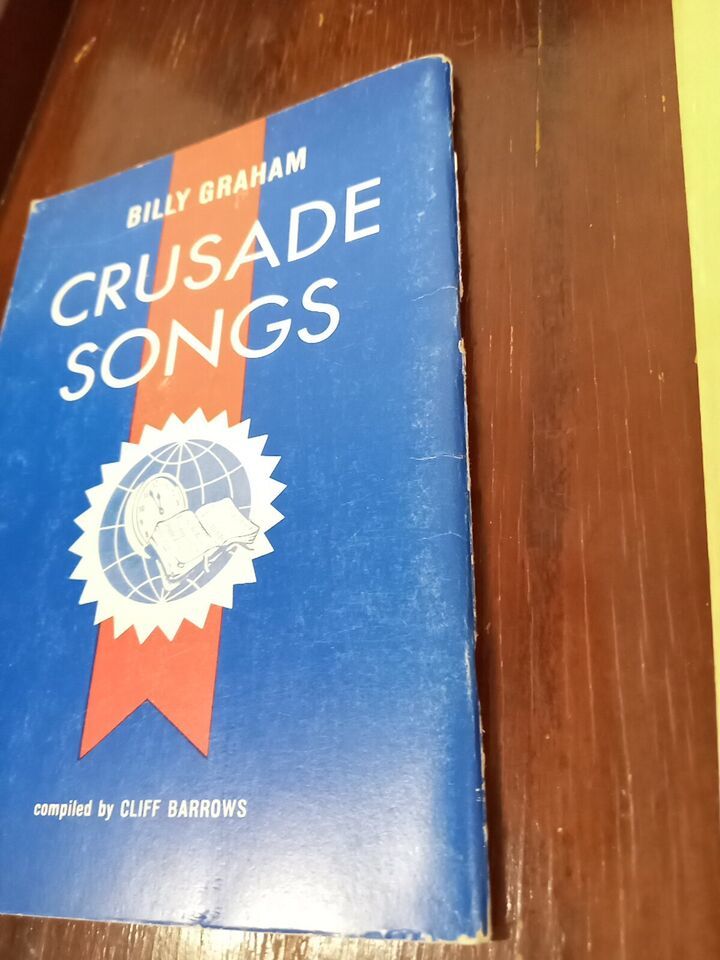 BILLY GRAHAM
CRUSADE
SONGS
compiled by CLIFF BARROWS